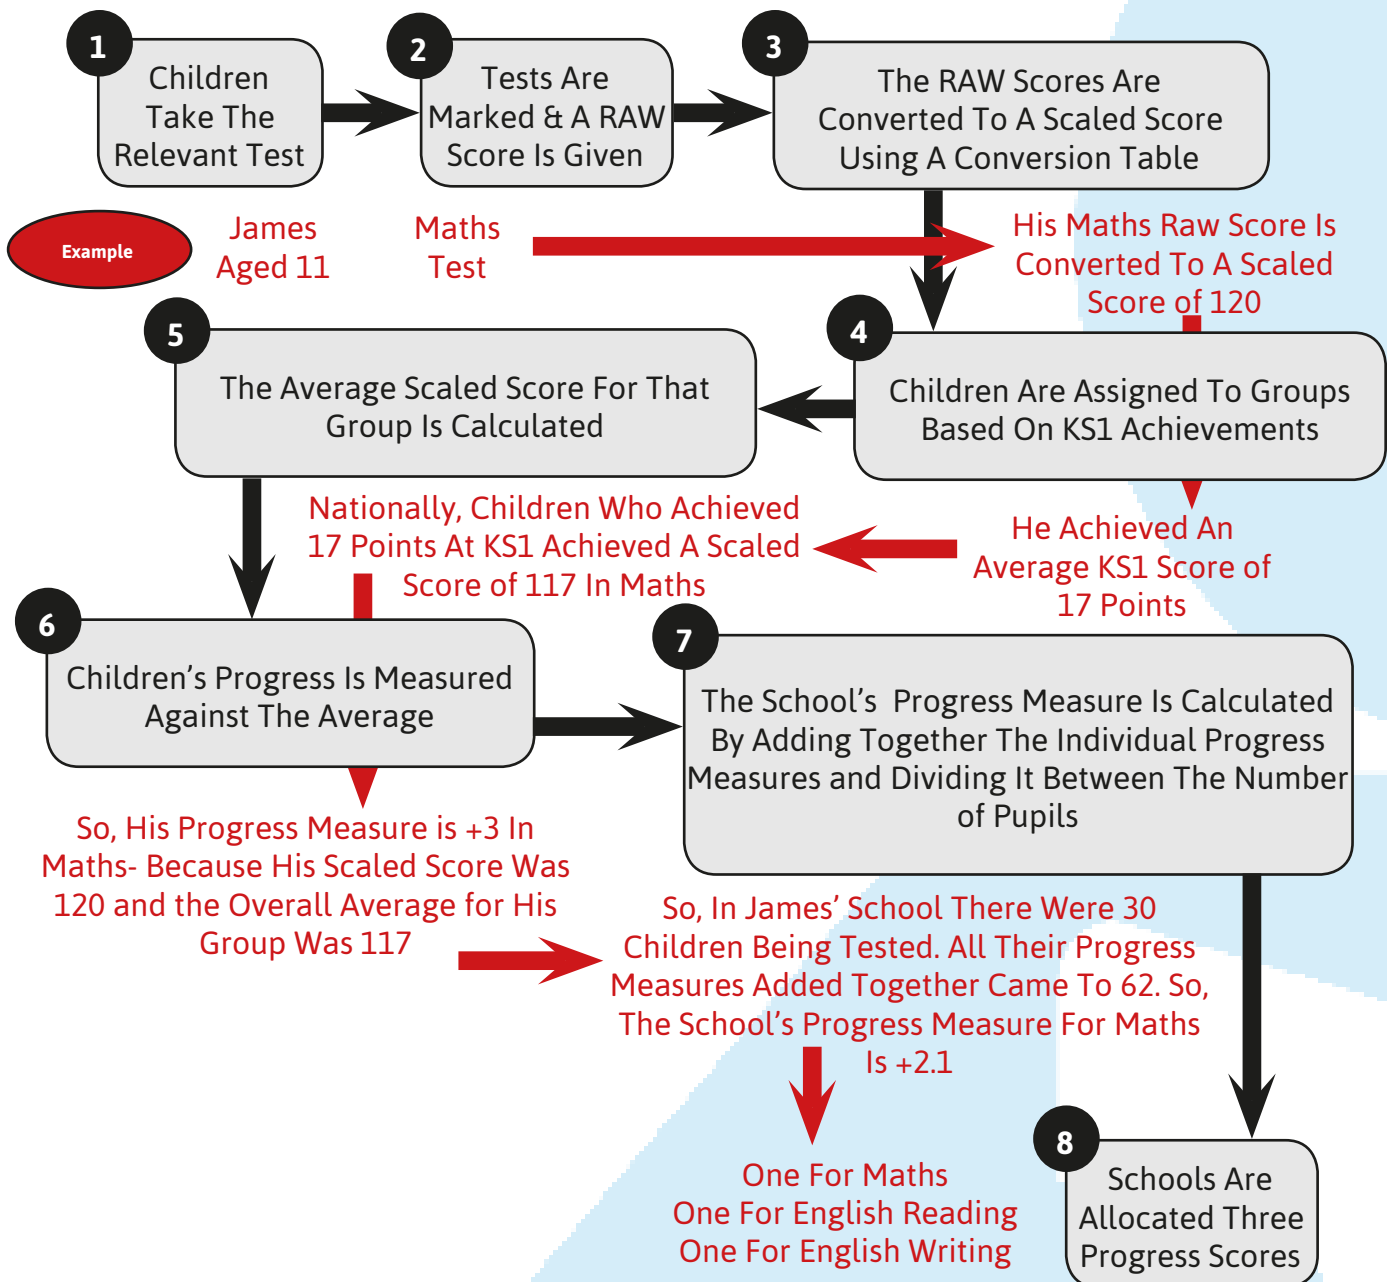 1
Children
Take The
Relevant Test
2
Tests Are
Marked & A RAW
Score Is Given
3
The RAW Scores Are
Converted To A Scaled Score
Using A Conversion Table
Example
James
Aged 11
Maths
Test
His Maths Raw Score Is
Converted To A Scaled
Score of 120
4
Children Are Assigned To Groups
Based On KS1 Achievements
5
The Average Scaled Score For That
Group Is Calculated
He Achieved An
Average KS1 Score of
17 Points
Nationally, Children Who Achieved
17 Points At KS1 Achieved A Scaled
Score of 117 In Maths
6
Children’s Progress Is Measured
Against The Average
7
The School’s  Progress Measure Is Calculated
By Adding Together The Individual Progress
Measures and Dividing It Between The Number
of Pupils
So, His Progress Measure is +3 In
Maths- Because His Scaled Score Was
120 and the Overall Average for His
Group Was 117
So, In James’ School There Were 30
Children Being Tested. All Their Progress
Measures Added Together Came To 62. So,
The School’s Progress Measure For Maths
Is +2.1
8
Schools Are
Allocated Three
Progress Scores
One For Maths
One For English Reading
One For English Writing